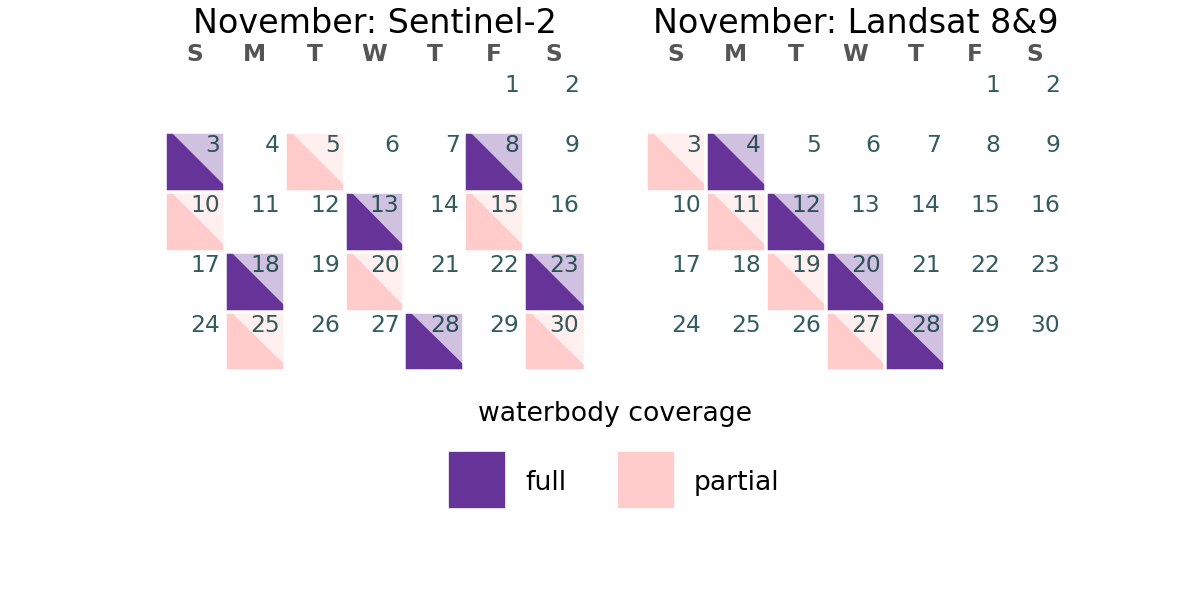 November: Sentinel-2
S M T W T F S
1 2
3 4 5 6 7 8 9
10 11 12 13 14 15 16
17 18 19 20 21 22 23
24 25 26 27 28 29 30
November: Landsat 8&9
S M T W T F S
1 2
3 4 5 6 7 8 9
10 11 12 13 14 15 16
17 18 19 20 21 22 23
24 25 26 27 28 29 30
waterbody coverage
full
partial